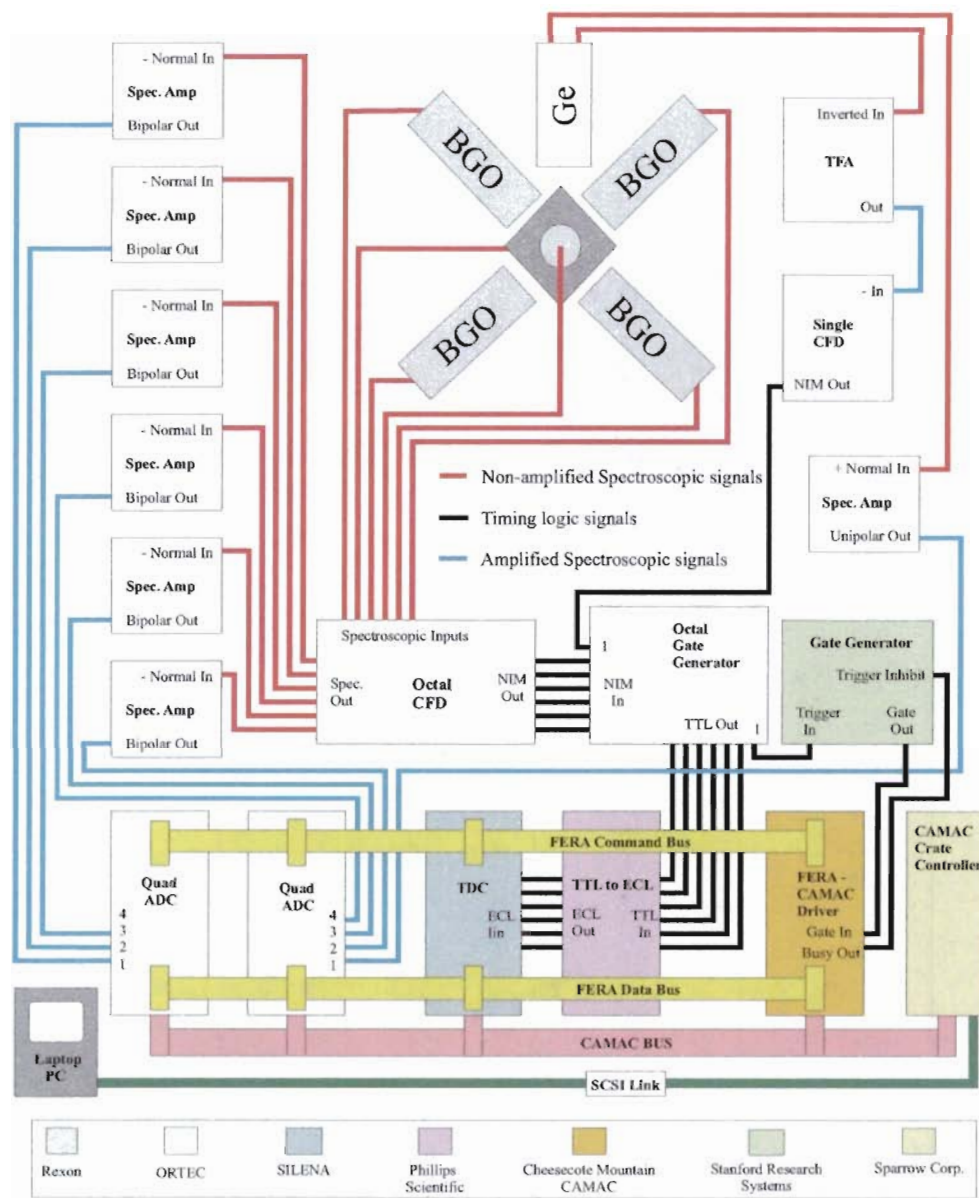 - Normal In
Spec. Amp
Bipolar Out
- Normal In
Spec. Amp
Bipolar Out
- Normal In
Spec. Amp
Bipolar Out
- Normal In
Spec. Amp
Bipolar Out
- Normal In
Spec. Amp
Bipolar Out
- Normal In
Spec. Amp
Bipolar Out
Ge
BGO
BGO
BGO
BGO
Inverted In
TFA
Out
- In
Single
CFD
NIM Out
+ Normal In
Spec. Amp
Unipolar Out
Non-amplified Spectroscopic signals
Timing logic signals
Amplified Spectroscopic signals
Spectroscopic Inputs
Spec.
Out
Octal
CFD
NIM
Out
Octal
Gate
Generator
1
NIM
In
TTL Out
1
Gate Generator
Trigger Inhibit
Trigger
In
Gate
Out
Quad
ADC
4
3
2
1
Quad
ADC
4
3
2
1
FERA Command Bus
TDC
ECL
Iin
TTL to ECL
ECL
Out
TTL
In
FERA -
CAMAC
Driver
Gate In
Busy Out
CAMAC
Crate
Controller
FERA Data Bus
CAMAC BUS
Laptop
PC
SCSI Link
Rexon
ORTEC
SILENA
Phillips
Scientific
Cheesecote Mountain
CAMAC
Stanford Research
Systems
Sparrow Corp.